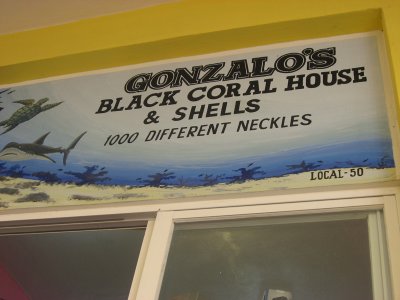 GONZALO'S
BLACK CORAL HOUSE
& SHELLS
1000 DIFFERENT NECKLES
LOCAL-50